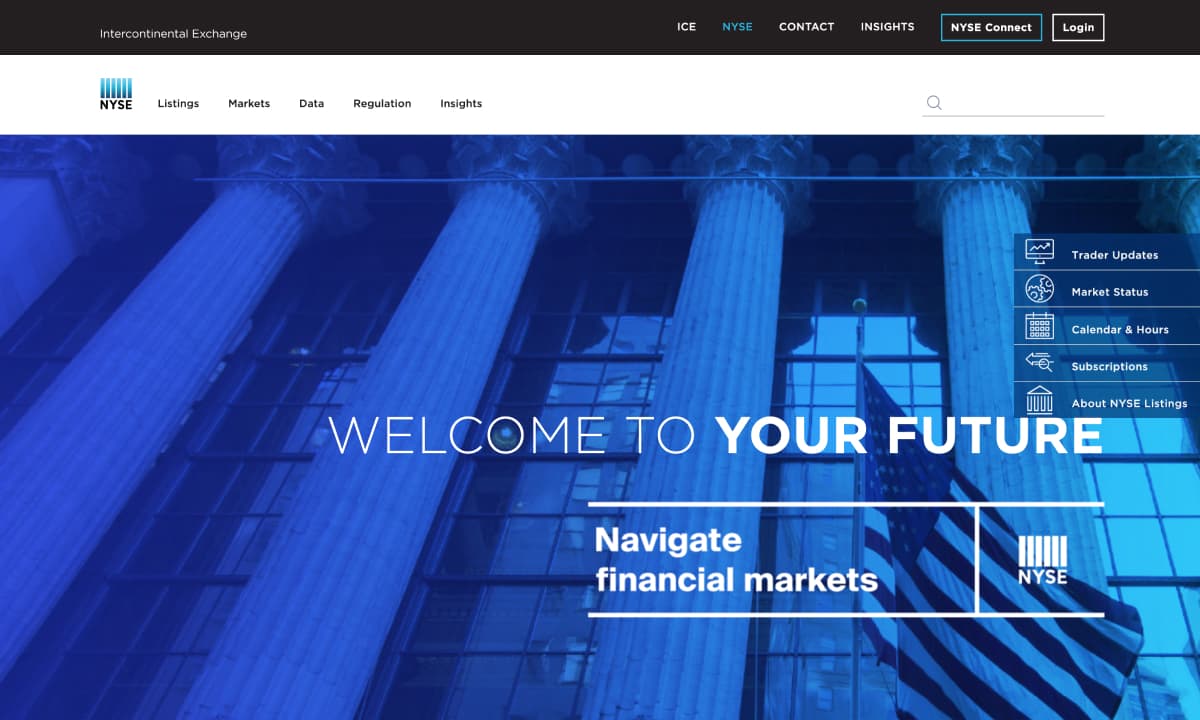 Intercontinental Exchange
ICE NYSE CONTACT INSIGHTS NYSE Connect Login
NYSE Listings Markets Data Regulation Insights
Trader Updates
Market Status
Calendar & Hours
Subscriptions
About NYSE Listings
WELCOME TO YOUR FUTURE
Navigate
financial markets
NYSE